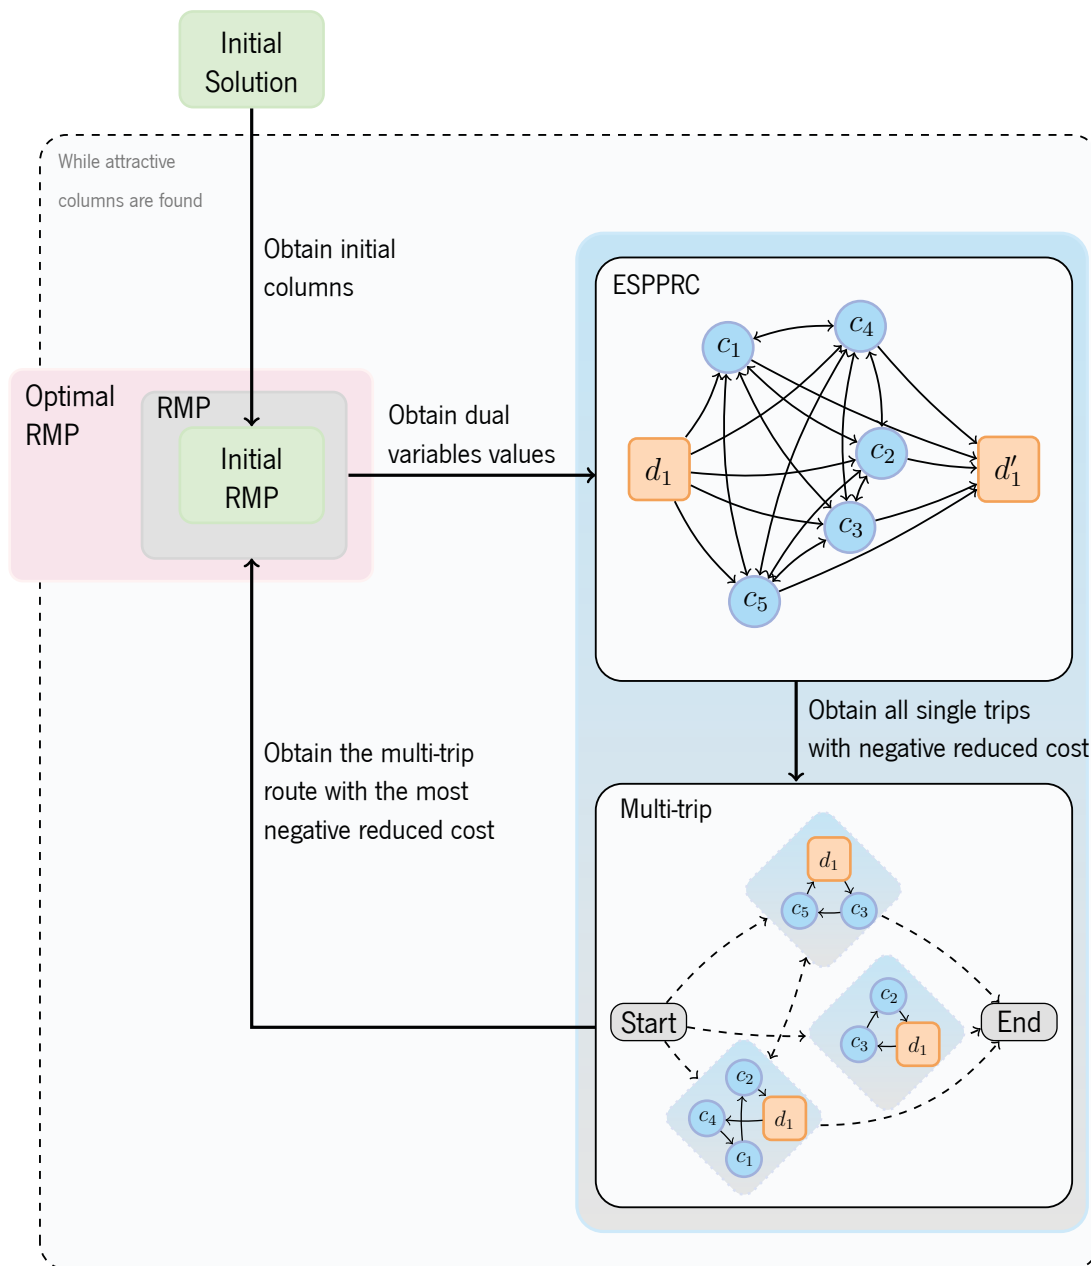 Initial
Solution
While attractive
columns are found
Obtain initial
columns
Optimal
RMP
RMP
Initial
RMP
Obtain dual
variables values
ESPPRC
c₁
c₄
d₁
c₂
d′₁
c₃
c₅
Obtain all single trips
with negative reduced cost
Obtain the multi-trip
route with the most
negative reduced cost
Multi-trip
d₁
c₅
c₃
c₂
c₃
d₁
Start
End
c₂
c₄
d₁
c₁